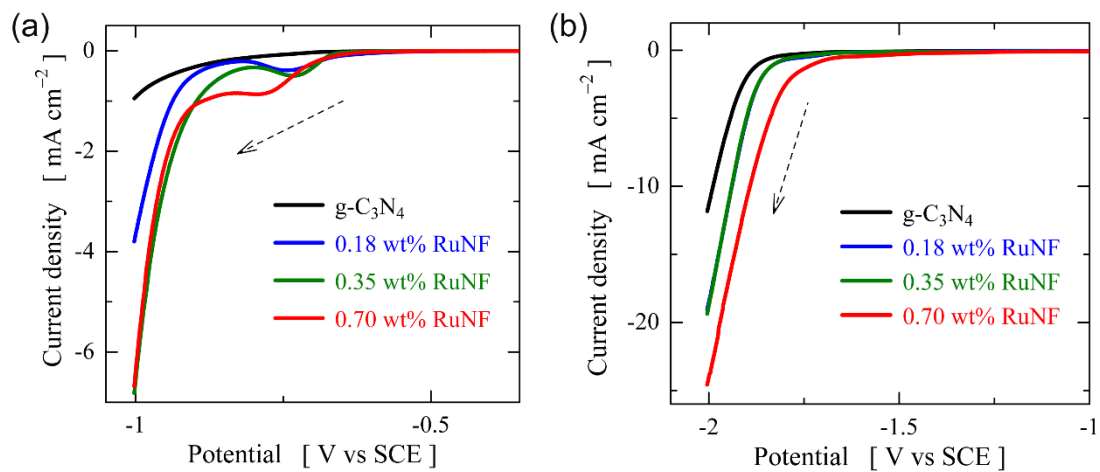 (a)
0
-2
-4
-6
-1
-0.5
Current density [ mA cm⁻² ]
Potential [ V vs SCE ]
g-C₃N₄
0.18 wt% RuNF
0.35 wt% RuNF
0.70 wt% RuNF
(b)
0
-10
-20
-2
-1.5
-1
Current density [ mA cm⁻² ]
Potential [ V vs SCE ]
g-C₃N₄
0.18 wt% RuNF
0.35 wt% RuNF
0.70 wt% RuNF